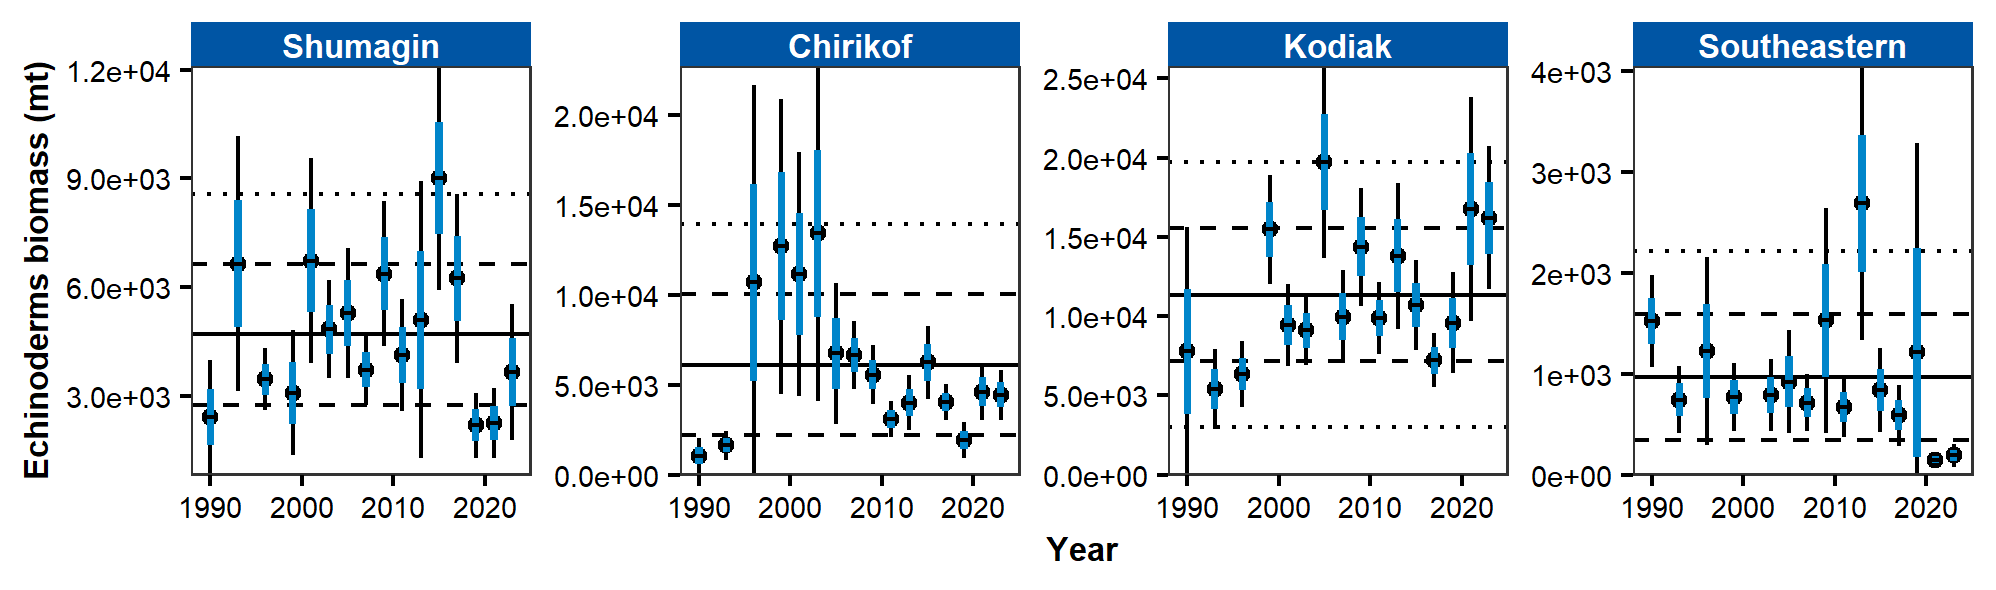 Shumagin
Chirikof
Kodiak
Southeastern
Echinoderms biomass (mt)
1.2e+04
9.0e+03
6.0e+03
3.0e+03
2.0e+04
1.5e+04
1.0e+04
5.0e+03
0.0e+00
2.5e+04
2.0e+04
1.5e+04
1.0e+04
5.0e+03
0.0e+00
4e+03
3e+03
2e+03
1e+03
0e+00
1990 2000 2010 2020
1990 2000 2010 2020
1990 2000 2010 2020
1990 2000 2010 2020
Year